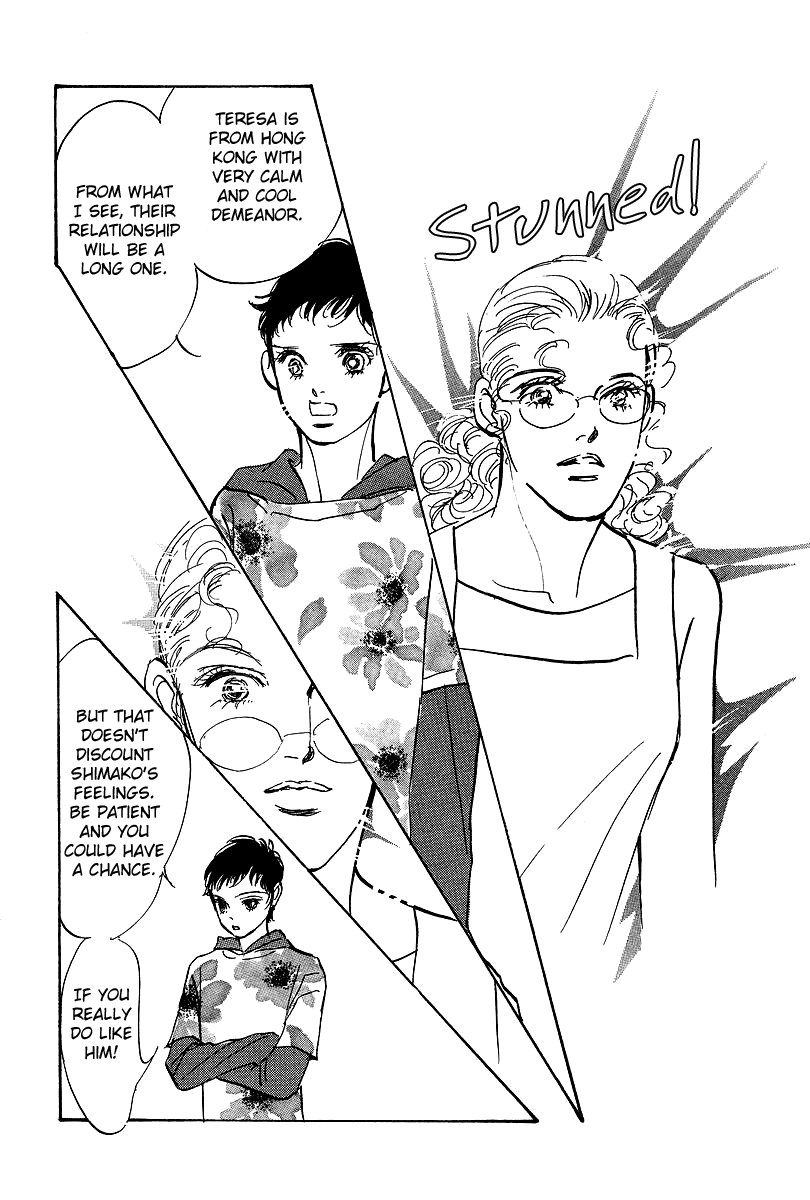 Stunned!
TERESA IS
FROM HONG
KONG WITH
VERY CALM
AND COOL
DEMEANOR.
FROM WHAT
I SEE, THEIR
RELATIONSHIP
WILL BE A
LONG ONE.
BUT THAT
DOESN'T
DISCOUNT
SHIMAKO'S
FEELINGS.
BE PATIENT
AND YOU
COULD HAVE
A CHANCE.
IF YOU
REALLY
DO LIKE
HIM!